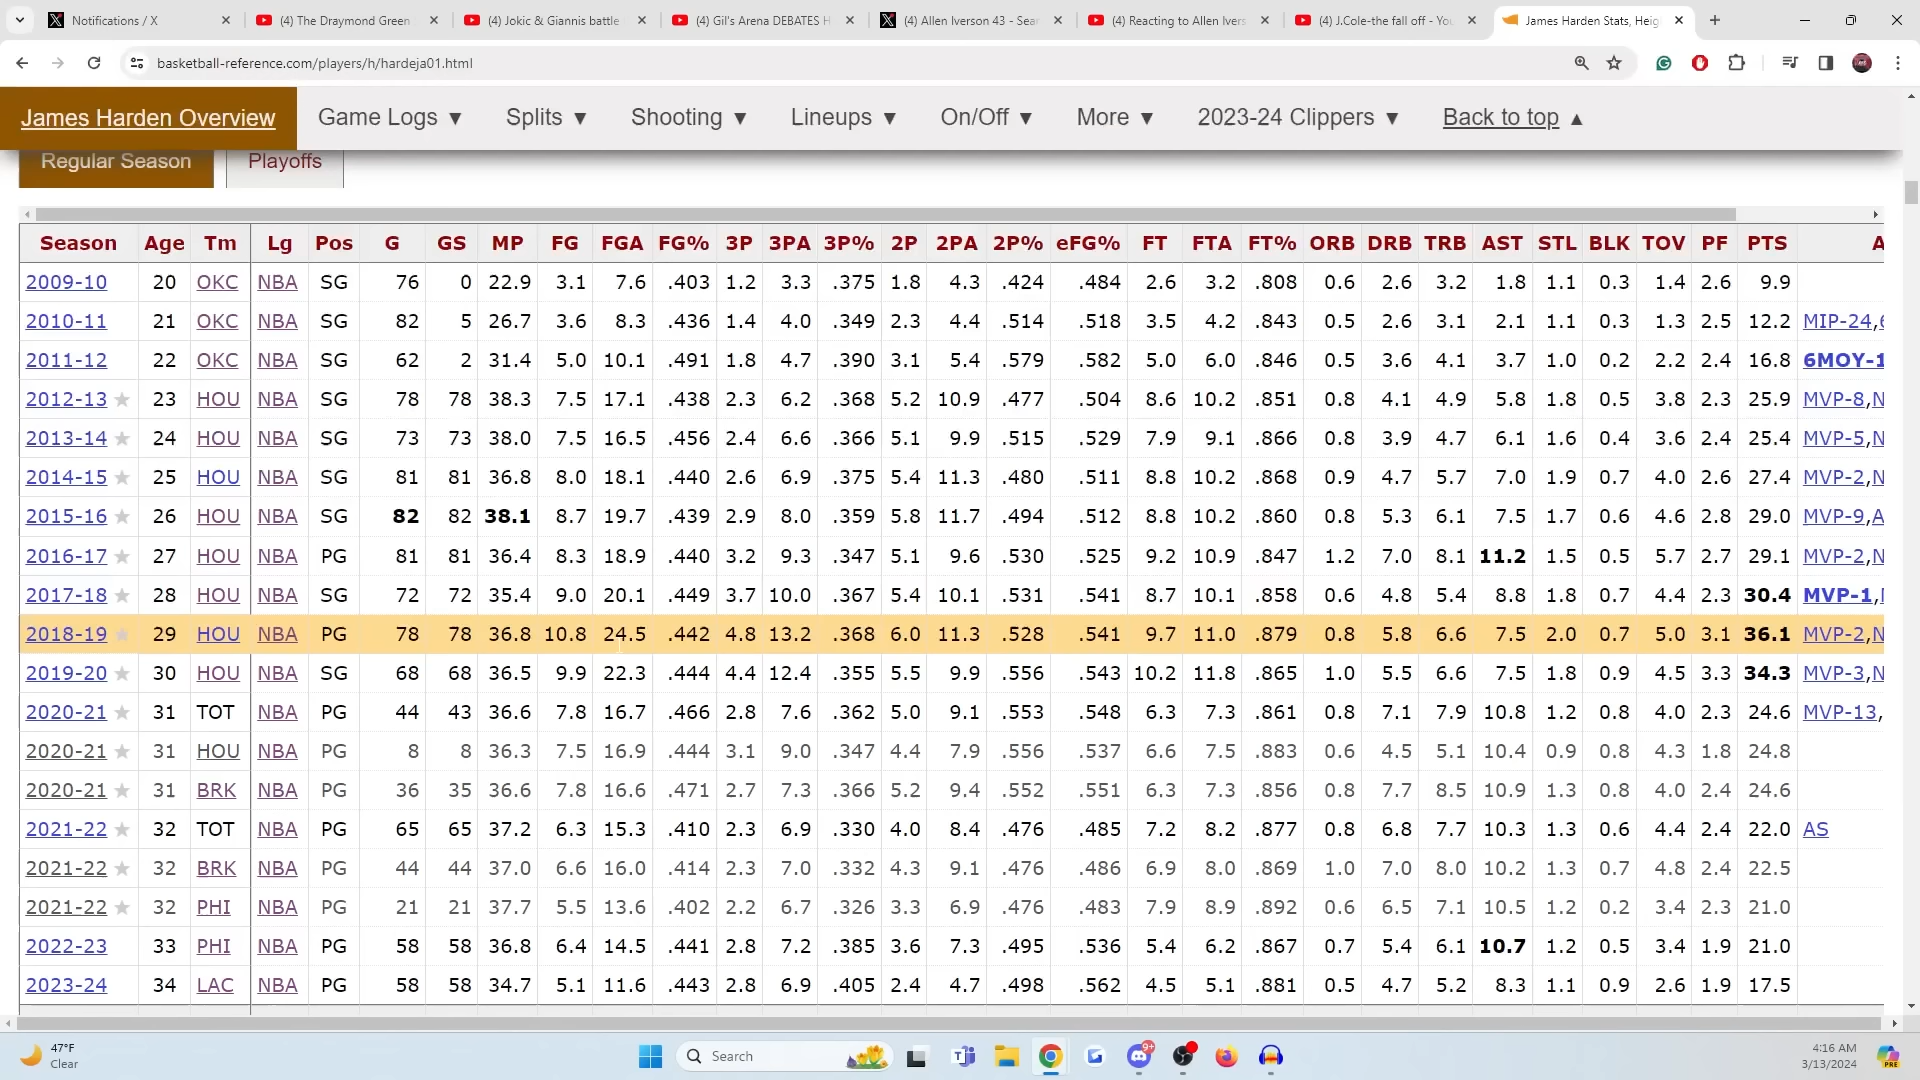 Notifications / X
(4) The Draymond Green
(4) Jokic & Giannis battle
(4) Gil's Arena DEBATES H
(4) Allen Iverson 43 - Sear
(4) Reacting to Allen Ivers
(4) J.Cole-the fall off - You
James Harden Stats, Heig
basketball-reference.com/players/h/hardeja01.html
James Harden Overview Game Logs ▼ Splits ▼ Shooting ▼ Lineups ▼ On/Off ▼ More ▼ 2023-24 Clippers ▼ Back to top ▲
Regular Season Playoffs
Season Age Tm Lg Pos G GS MP FG FGA FG% 3P 3PA 3P% 2P 2PA 2P% eFG% FT FTA FT% ORB DRB TRB AST STL BLK TOV PF PTS A
2009-10 20 OKC NBA SG 76 0 22.9 3.1 7.6 .403 1.2 3.3 .375 1.8 4.3 .424 .484 2.6 3.2 .808 0.6 2.6 3.2 1.8 1.1 0.3 1.4 2.6 9.9
2010-11 21 OKC NBA SG 82 5 26.7 3.6 8.3 .436 1.4 4.0 .349 2.3 4.4 .514 .518 3.5 4.2 .843 0.5 2.6 3.1 2.1 1.1 0.3 1.3 2.5 12.2 MIP-24,6
2011-12 22 OKC NBA SG 62 2 31.4 5.0 10.1 .491 1.8 4.7 .390 3.1 5.4 .579 .582 5.0 6.0 .846 0.5 3.6 4.1 3.7 1.0 0.2 2.2 2.4 16.8 6MOY-1
2012-13 ★ 23 HOU NBA SG 78 78 38.3 7.5 17.1 .438 2.3 6.2 .368 5.2 10.9 .477 .504 8.6 10.2 .851 0.8 4.1 4.9 5.8 1.8 0.5 3.8 2.3 25.9 MVP-8,N
2013-14 ★ 24 HOU NBA SG 73 73 38.0 7.5 16.5 .456 2.4 6.6 .366 5.1 9.9 .515 .529 7.9 9.1 .866 0.8 3.9 4.7 6.1 1.6 0.4 3.6 2.4 25.4 MVP-5,N
2014-15 ★ 25 HOU NBA SG 81 81 36.8 8.0 18.1 .440 2.6 6.9 .375 5.4 11.3 .480 .511 8.8 10.2 .868 0.9 4.7 5.7 7.0 1.9 0.7 4.0 2.6 27.4 MVP-2,N
2015-16 ★ 26 HOU NBA SG 82 82 38.1 8.7 19.7 .439 2.9 8.0 .359 5.8 11.7 .494 .512 8.8 10.2 .860 0.8 5.3 6.1 7.5 1.7 0.6 4.6 2.8 29.0 MVP-9,A
2016-17 ★ 27 HOU NBA PG 81 81 36.4 8.3 18.9 .440 3.2 9.3 .347 5.1 9.6 .530 .525 9.2 10.9 .847 1.2 7.0 8.1 11.2 1.5 0.5 5.7 2.7 29.1 MVP-2,N
2017-18 ★ 28 HOU NBA SG 72 72 35.4 9.0 20.1 .449 3.7 10.0 .367 5.4 10.1 .531 .541 8.7 10.1 .858 0.6 4.8 5.4 8.8 1.8 0.7 4.4 2.3 30.4 MVP-1,
2018-19 ★ 29 HOU NBA PG 78 78 36.8 10.8 24.5 .442 4.8 13.2 .368 6.0 11.3 .528 .541 9.7 11.0 .879 0.8 5.8 6.6 7.5 2.0 0.7 5.0 3.1 36.1 MVP-2,N
2019-20 ★ 30 HOU NBA SG 68 68 36.5 9.9 22.3 .444 4.4 12.4 .355 5.5 9.9 .556 .543 10.2 11.8 .865 1.0 5.5 6.6 7.5 1.8 0.9 4.5 3.3 34.3 MVP-3,N
2020-21 ★ 31 TOT NBA PG 44 43 36.6 7.8 16.7 .466 2.8 7.6 .362 5.0 9.1 .553 .548 6.3 7.3 .861 0.8 7.1 7.9 10.8 1.2 0.8 4.0 2.3 24.6 MVP-13,
2020-21 ★ 31 HOU NBA PG 8 8 36.3 7.5 16.9 .444 3.1 9.0 .347 4.4 7.9 .556 .537 6.6 7.5 .883 0.6 4.5 5.1 10.4 0.9 0.8 4.3 1.8 24.8
2020-21 ★ 31 BRK NBA PG 36 35 36.6 7.8 16.6 .471 2.7 7.3 .366 5.2 9.4 .552 .551 6.3 7.3 .856 0.8 7.7 8.5 10.9 1.3 0.8 4.0 2.4 24.6
2021-22 ★ 32 TOT NBA PG 65 65 37.2 6.3 15.3 .410 2.3 6.9 .330 4.0 8.4 .476 .485 7.2 8.2 .877 0.8 6.8 7.7 10.3 1.3 0.6 4.4 2.4 22.0 AS
2021-22 ★ 32 BRK NBA PG 44 44 37.0 6.6 16.0 .414 2.3 7.0 .332 4.3 9.1 .476 .486 6.9 8.0 .869 1.0 7.0 8.0 10.2 1.3 0.7 4.8 2.4 22.5
2021-22 ★ 32 PHI NBA PG 21 21 37.7 5.5 13.6 .402 2.2 6.7 .326 3.3 6.9 .476 .483 7.9 8.9 .892 0.6 6.5 7.1 10.5 1.2 0.2 3.4 2.3 21.0
2022-23 33 PHI NBA PG 58 58 36.8 6.4 14.5 .441 2.8 7.2 .385 3.6 7.3 .495 .536 5.4 6.2 .867 0.7 5.4 6.1 10.7 1.2 0.5 3.4 1.9 21.0
2023-24 34 LAC NBA PG 58 58 34.7 5.1 11.6 .443 2.8 6.9 .405 2.4 4.7 .498 .562 4.5 5.1 .881 0.5 4.7 5.2 8.3 1.1 0.9 2.6 1.9 17.5
47°F
Clear
Search
9+
4:16 AM
3/13/2024
PRE